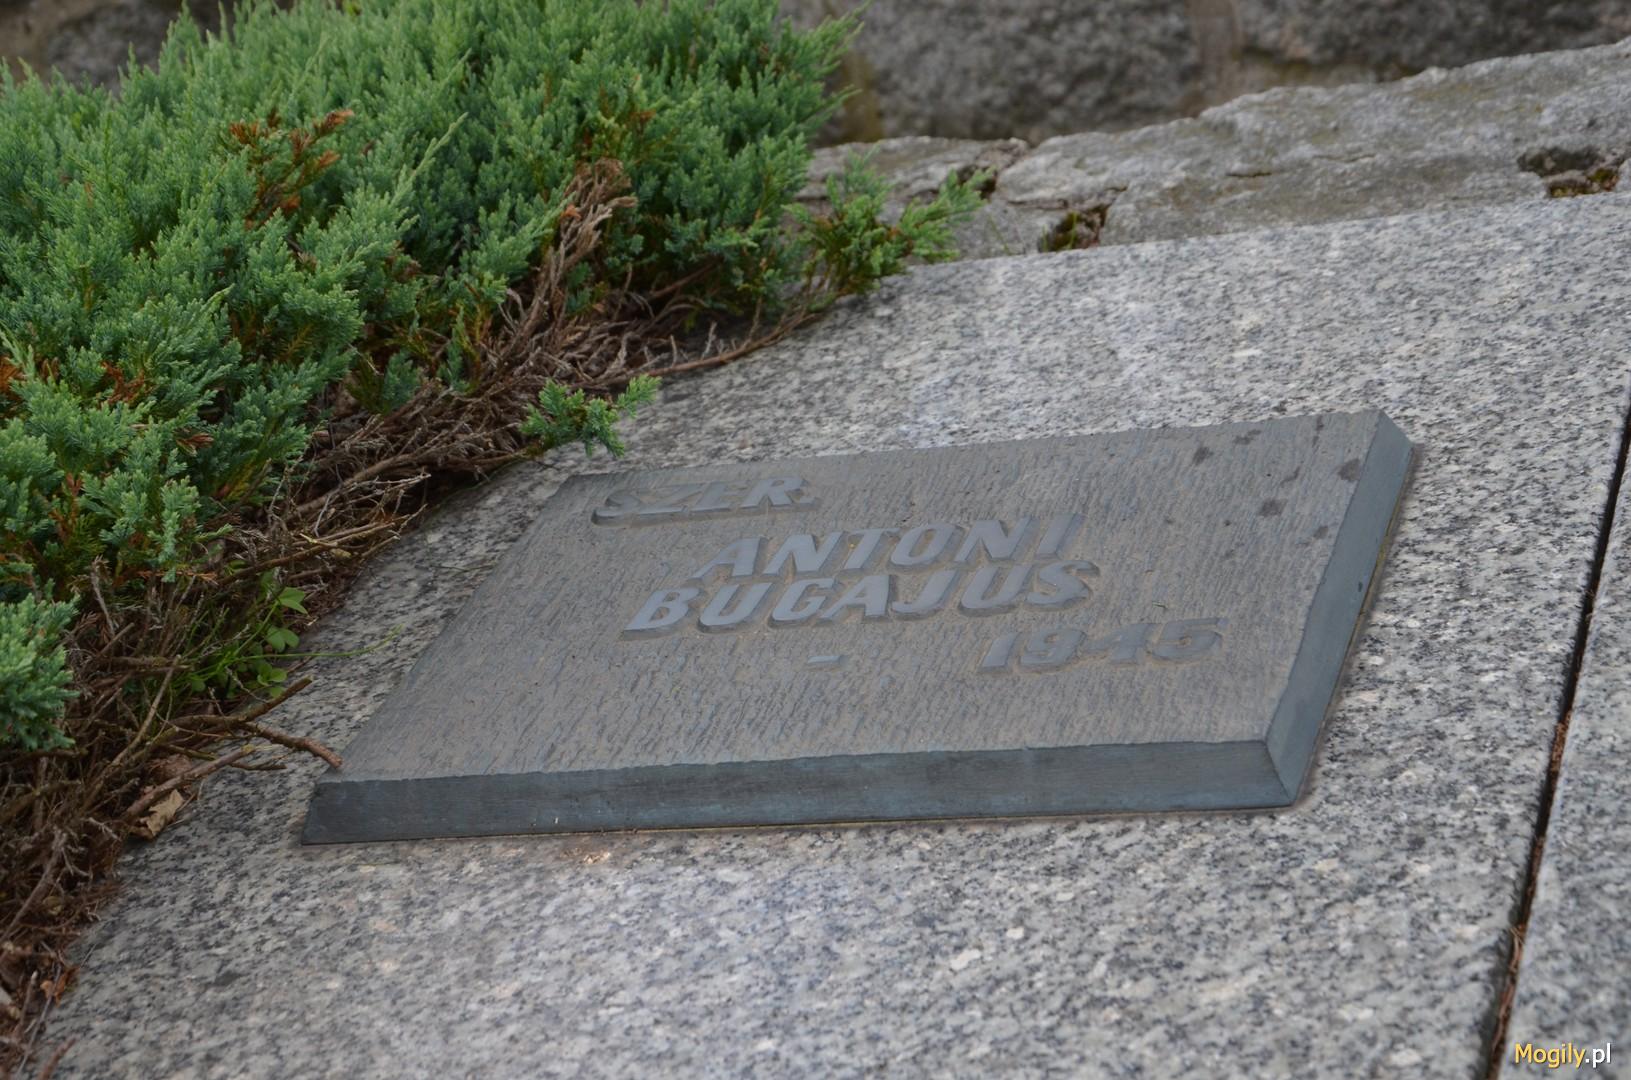 SZER.
ANTONI
BUGAJUS
- 1945
Mogily.pl